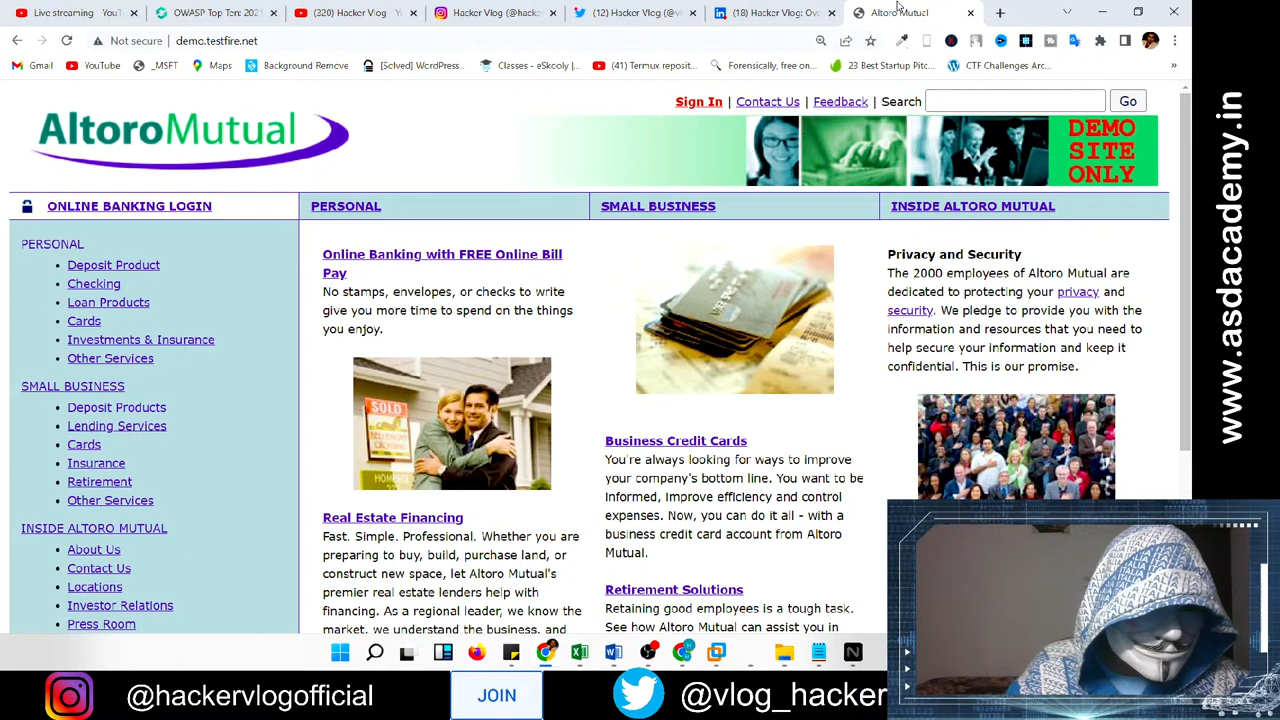 Live streaming - YouT
OWASP Top Ten 2021
(320) Hacker Vlog - Y
Hacker Vlog (@hacke
(12) Hacker Vlog (@vl
(18) Hacker Vlog: Ove
Altoro Mutual
Not secure | demo.testfire.net
Gmail
YouTube
_MSFT
Maps
Background Remove
[Solved] WordPress..
Classes - eSkooly |...
(41) Termux reposit...
Forensically, free on...
23 Best Startup Pitc...
CTF Challenges Arc...
»
Sign In | Contact Us | Feedback | Search
Go
AltoroMutual
DEMO
SITE
ONLY
ONLINE BANKING LOGIN
PERSONAL
SMALL BUSINESS
INSIDE ALTORO MUTUAL
PERSONAL
• Deposit Product
• Checking
• Loan Products
• Cards
• Investments & Insurance
• Other Services
SMALL BUSINESS
• Deposit Products
• Lending Services
• Cards
• Insurance
• Retirement
• Other Services
INSIDE ALTORO MUTUAL
• About Us
• Contact Us
• Locations
• Investor Relations
• Press Room
Online Banking with FREE Online Bill
Pay
No stamps, envelopes, or checks to write
give you more time to spend on the things
you enjoy.
SOLD
Real Estate Financing
Fast. Simple. Professional. Whether you are
preparing to buy, build, purchase land, or
construct new space, let Altoro Mutual's
premier real estate lenders help with
financing. As a regional leader, we know the
market, we understand the business, and
Business Credit Cards
You're always looking for ways to improve
your company's bottom line. You want to be
informed, improve efficiency and control
expenses. Now, you can do it all - with a
business credit card account from Altoro
Mutual.
Retirement Solutions
Retaining good employees is a tough task.
See how Altoro Mutual can assist you in
Privacy and Security
The 2000 employees of Altoro Mutual are
dedicated to protecting your privacy and
security. We pledge to provide you with the
information and resources that you need to
help secure your information and keep it
confidential. This is our promise.
ITALIA
@hackervlogofficial
JOIN
@vlog_hacker
www.asdacademy.in